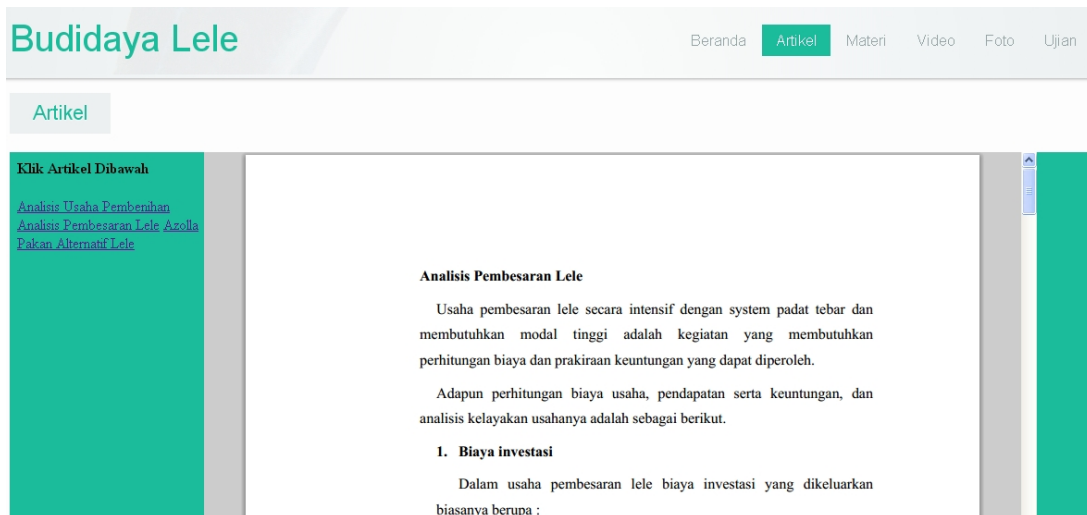 Budidaya Lele
Beranda Artikel Materi Video Foto Ujian
Artikel
Klik Artikel Dibawah
Analisis Usaha Pembenihan
Analisis Pembesaran Lele Azolla
Pakan Alternatif Lele
Analisis Pembesaran Lele
Usaha pembesaran lele secara intensif dengan system padat tebar dan
membutuhkan modal tinggi adalah kegiatan yang membutuhkan
perhitungan biaya dan prakiraan keuntungan yang dapat diperoleh.
Adapun perhitungan biaya usaha, pendapatan serta keuntungan, dan
analisis kelayakan usahanya adalah sebagai berikut.
1. Biaya investasi
Dalam usaha pembesaran lele biaya investasi yang dikeluarkan
biasanya berupa :